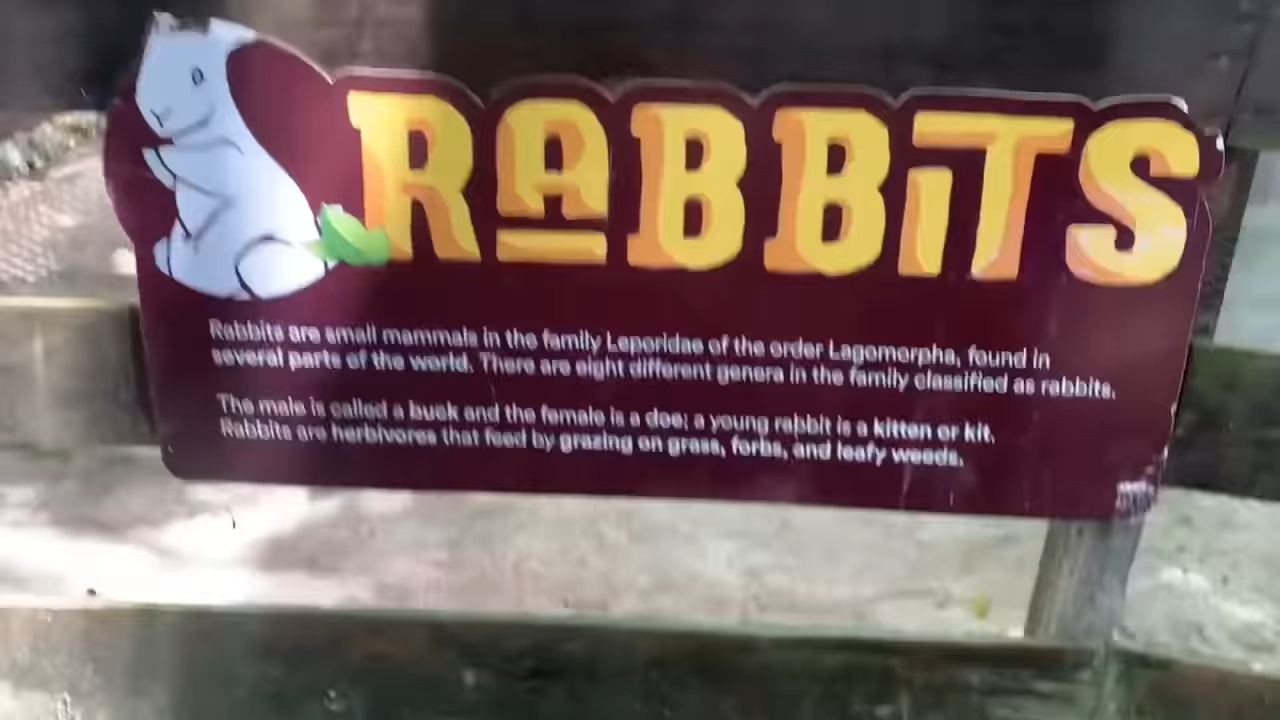 RABBITS
Rabbits are small mammals in the family Leporidae of the order Lagomorpha, found in
several parts of the world. There are eight different genera in the family classified as rabbits.
The male is called a buck and the female is a doe; a young rabbit is a kitten or kit.
Rabbits are herbivores that feed by grazing on grass, forbs, and leafy weeds.